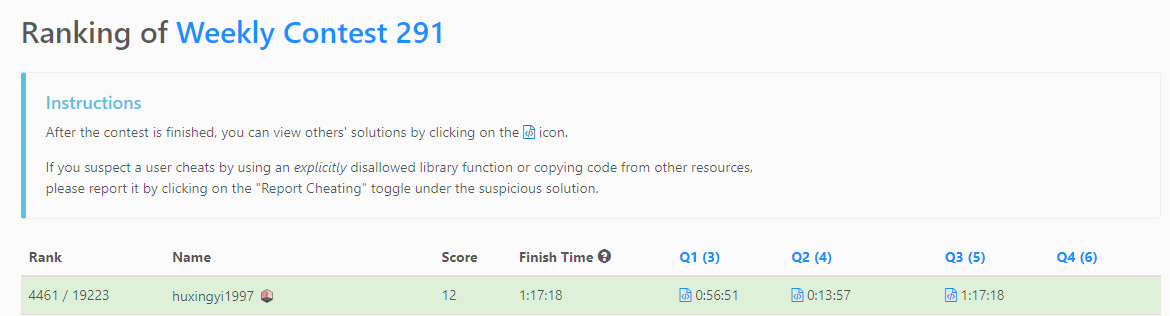 Ranking of Weekly Contest 291
Instructions
After the contest is finished, you can view others' solutions by clicking on the icon.
If you suspect a user cheats by using an explicitly disallowed library function or copying code from other resources,
please report it by clicking on the "Report Cheating" toggle under the suspicious solution.
Rank Name Score Finish Time Q1 (3) Q2 (4) Q3 (5) Q4 (6)
4461 / 19223 huxingyi1997 12 1:17:18 0:56:51 0:13:57 1:17:18